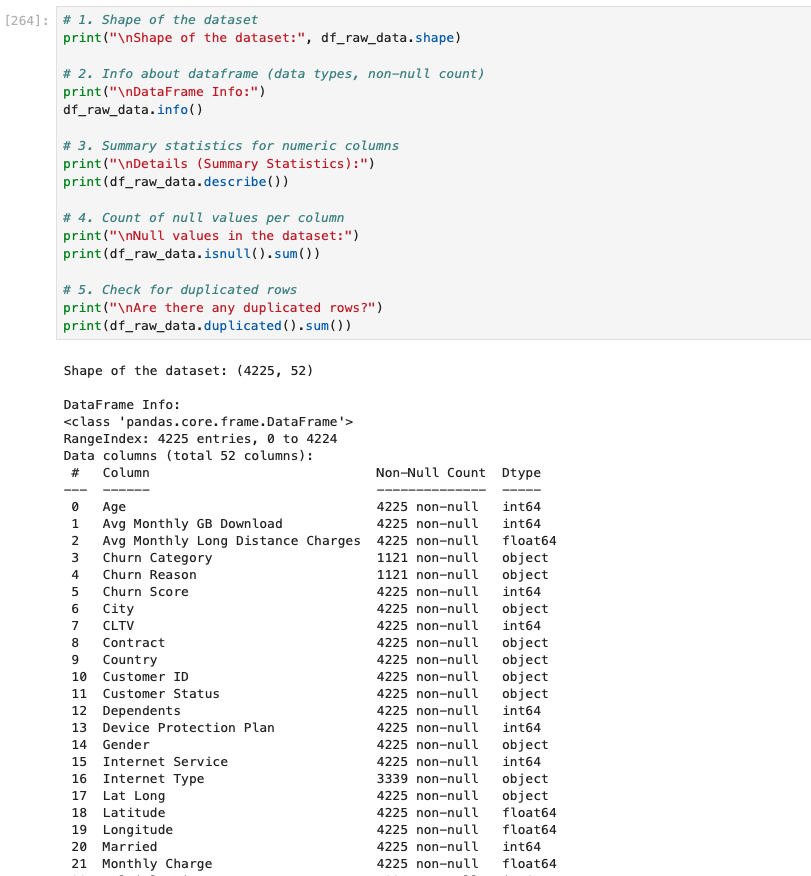 [264]: # 1. Shape of the dataset
print("\nShape of the dataset:", df_raw_data.shape)
# 2. Info about dataframe (data types, non-null count)
print("\nDataFrame Info:")
df_raw_data.info()
# 3. Summary statistics for numeric columns
print("\nDetails (Summary Statistics):")
print(df_raw_data.describe())
# 4. Count of null values per column
print("\nNull values in the dataset:")
print(df_raw_data.isnull().sum())
# 5. Check for duplicated rows
print("\nAre there any duplicated rows?")
print(df_raw_data.duplicated().sum())
Shape of the dataset: (4225, 52)
DataFrame Info:
<class 'pandas.core.frame.DataFrame'>
RangeIndex: 4225 entries, 0 to 4224
Data columns (total 52 columns):
 #   Column                             Non-Null Count  Dtype
---  ------                             --------------  -----
 0   Age                                4225 non-null   int64
 1   Avg Monthly GB Download            4225 non-null   int64
 2   Avg Monthly Long Distance Charges  4225 non-null   float64
 3   Churn Category                     1121 non-null   object
 4   Churn Reason                       1121 non-null   object
 5   Churn Score                        4225 non-null   int64
 6   City                               4225 non-null   object
 7   CLTV                               4225 non-null   int64
 8   Contract                           4225 non-null   object
 9   Country                            4225 non-null   object
 10  Customer ID                        4225 non-null   object
 11  Customer Status                    4225 non-null   object
 12  Dependents                         4225 non-null   int64
 13  Device Protection Plan             4225 non-null   int64
 14  Gender                             4225 non-null   object
 15  Internet Service                   4225 non-null   int64
 16  Internet Type                      3339 non-null   object
 17  Lat Long                           4225 non-null   object
 18  Latitude                           4225 non-null   float64
 19  Longitude                          4225 non-null   float64
 20  Married                            4225 non-null   int64
 21  Monthly Charge                     4225 non-null   float64